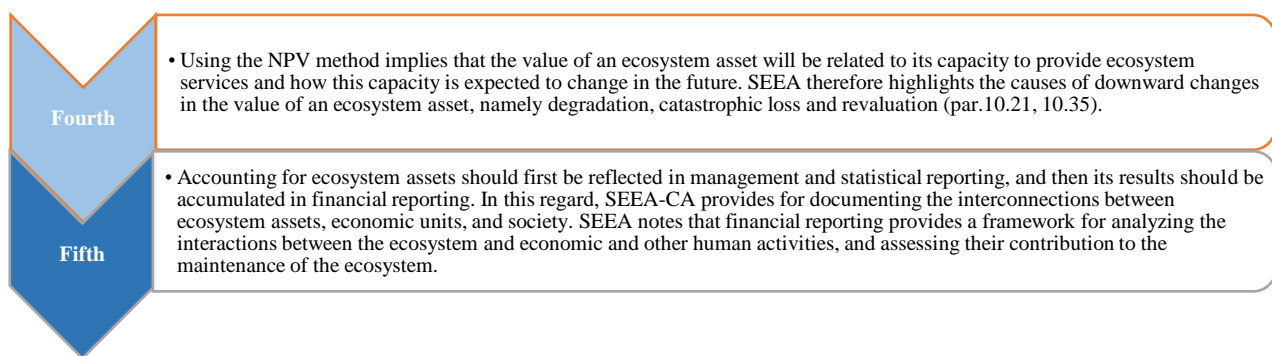 Fourth
• Using the NPV method implies that the value of an ecosystem asset will be related to its capacity to provide ecosystem
services and how this capacity is expected to change in the future. SEEA therefore highlights the causes of downward changes
in the value of an ecosystem asset, namely degradation, catastrophic loss and revaluation (par.10.21, 10.35).
Fifth
• Accounting for ecosystem assets should first be reflected in management and statistical reporting, and then its results should be
accumulated in financial reporting. In this regard, SEEA-CA provides for documenting the interconnections between
ecosystem assets, economic units, and society. SEEA notes that financial reporting provides a framework for analyzing the
interactions between the ecosystem and economic and other human activities, and assessing their contribution to the
maintenance of the ecosystem.